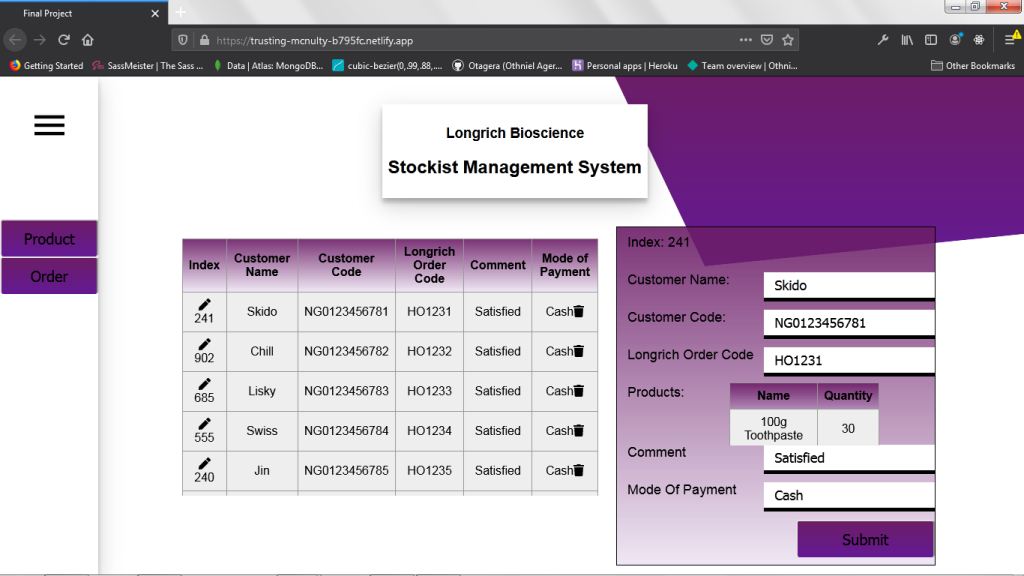 Final Project
https://trusting-mcnulty-b795fc.netlify.app
Getting Started
SassMeister | The Sass ...
Data | Atlas: MongoDB...
cubic-bezier(0,.99,.88,....
Otagera (Othniel Ager...
Personal apps | Heroku
Team overview | Othni...
Other Bookmarks
Longrich Bioscience
Stockist Management System
Product
Order
Index Customer Name Customer Code Longrich Order Code Comment Mode of Payment
241 Skido NG0123456781 HO1231 Satisfied Cash
902 Chill NG0123456782 HO1232 Satisfied Cash
685 Lisky NG0123456783 HO1233 Satisfied Cash
555 Swiss NG0123456784 HO1234 Satisfied Cash
240 Jin NG0123456785 HO1235 Satisfied Cash
Index: 241
Customer Name: Skido
Customer Code: NG0123456781
Longrich Order Code HO1231
Products: Name Quantity
100g Toothpaste 30
Comment Satisfied
Mode Of Payment Cash
Submit